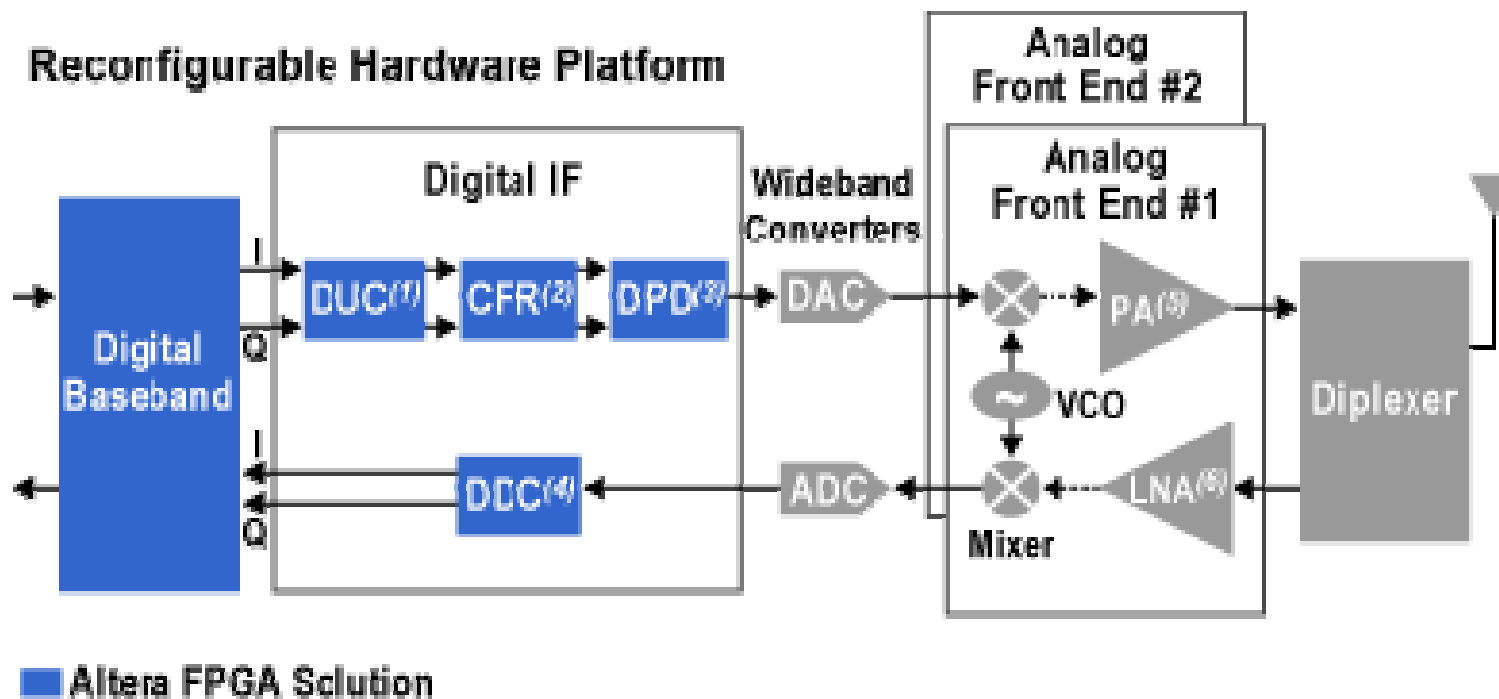 Reconfigurable Hardware Platform
Analog
Front End #2
Analog
Front End #1
Digital IF
Wideband
Converters
I
Q
DUC(1)
CFR(2)
DPD(3)
DAC
PA(5)
Digital
Baseband
~
VCO
Diplexer
I
Q
DDC(4)
ADC
LNA(6)
Mixer
Altera FPGA Solution